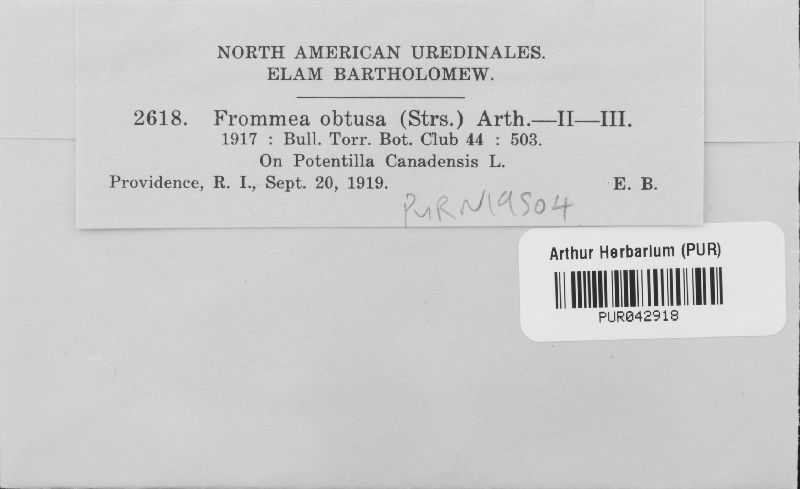 NORTH AMERICAN UREDINALES.
ELAM BARTHOLOMEW.
2618. Frommea obtusa (Strs.) Arth.—II—III.
1917 : Bull. Torr. Bot. Club 44 : 503.
On Potentilla Canadensis L.
Providence, R. I., Sept. 20, 1919. E. B.
PUR N19504
Arthur Herbarium (PUR)
PUR042918